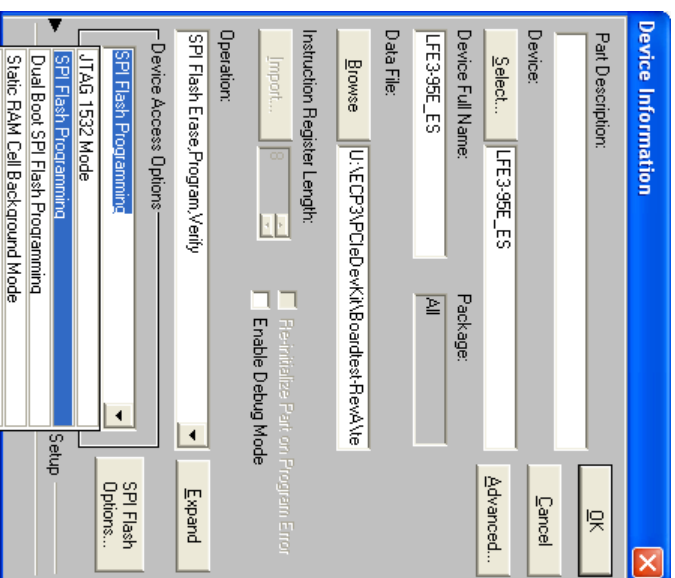 Device Information
Part Description:
OK
Cancel
Device:
Select...
LFE3-95E_ES
Advanced...
Device Full Name:
Package:
LFE3-95E_ES
All
Data File:
Browse
U:\ECP3\PCIeDevKit\Boardtest-RevA\te
Instruction Register Length:
Import...
8
Re-initialize Part on Program Error
Enable Debug Mode
Operation:
SPI Flash Erase,Program,Verify
Expand
Device Access Options
SPI Flash Programming
SPI Flash
Options...
JTAG 1532 Mode
SPI Flash Programming
Dual Boot SPI Flash Programming
Static RAM Cell Background Mode
Setup